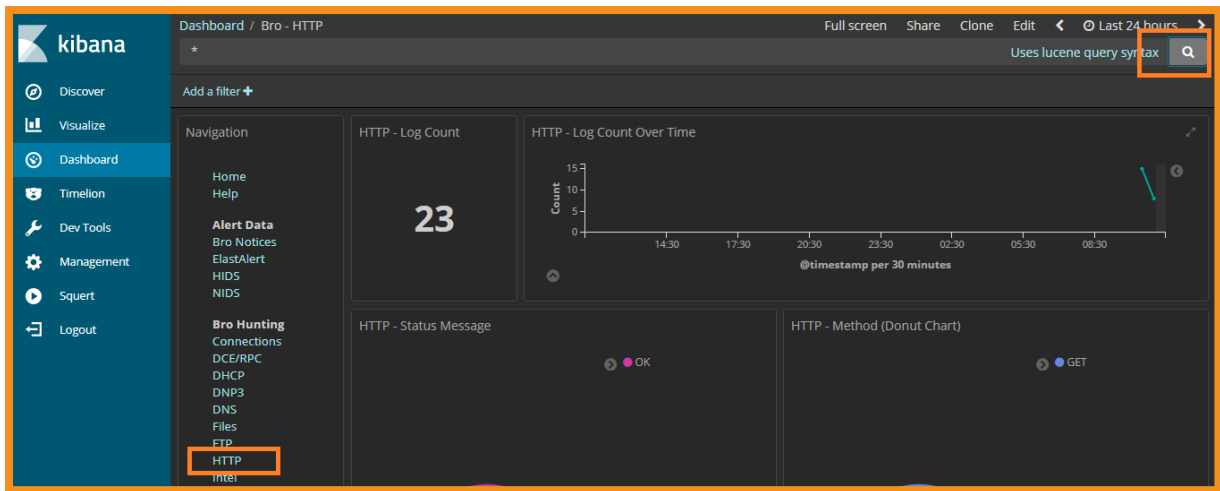 kibana
Discover
Visualize
Dashboard
Timelion
Dev Tools
Management
Squert
Logout
Dashboard / Bro - HTTP
Full screen Share Clone Edit Last 24 hours
*
Uses lucene query syntax
Add a filter +
Navigation
Home
Help
Alert Data
Bro Notices
ElastAlert
HIDS
NIDS
Bro Hunting
Connections
DCE/RPC
DHCP
DNP3
DNS
Files
FTP
HTTP
Intel
HTTP - Log Count
23
HTTP - Log Count Over Time
Count
15
10
5
0
14:30 17:30 20:30 23:30 02:30 05:30 08:30
@timestamp per 30 minutes
HTTP - Status Message
OK
HTTP - Method (Donut Chart)
GET